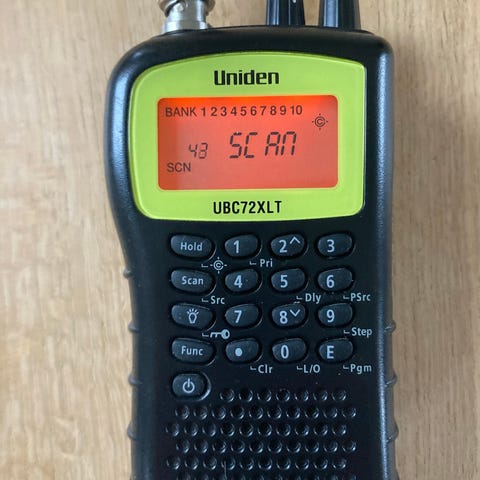 Uniden
BANK 1 2 3 4 5 6 7 8 9 10
C
43 SCAN
SCN
UBC72XLT
Hold 1 2 3
C Pri
Scan 4 5 6
Src Dly PSrc
7 8 9
Step
Func . 0 E
Clr L/O Pgm